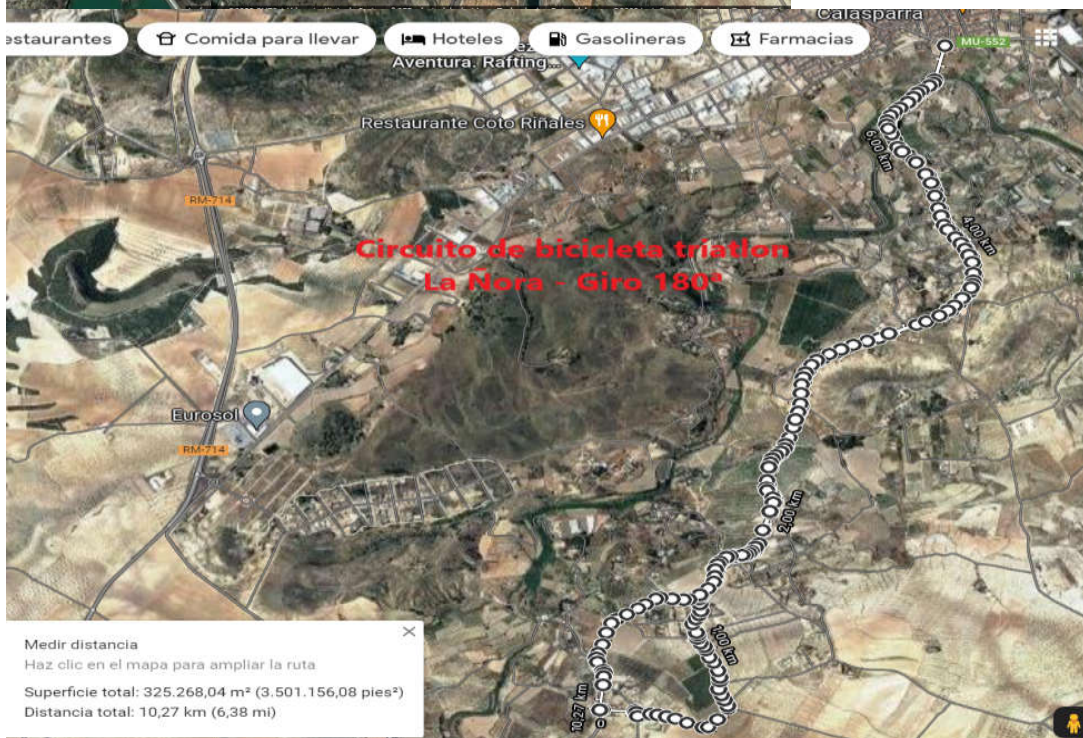 Calasparra
estaurantes
Comida para llevar
Hoteles
Gasolineras
Farmacias
MU-552
Aventura. Rafting...
Restaurante Coto Riñales
6,00 km
RM-714
4,00 km
Circuito de bicicleta tríatlon
La Ñora - Giro 180ª
Eurosol
RM-714
2,00 km
1,00 km
Medir distancia
Haz clic en el mapa para ampliar la ruta
Superficie total: 325.268,04 m² (3.501.156,08 pies²)
Distancia total: 10,27 km (6,38 mi)
10,27 km